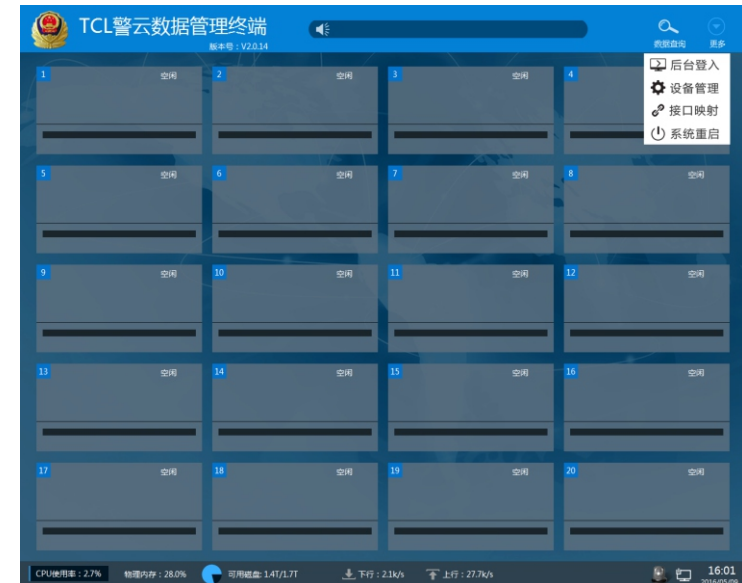 TCL警云数据管理终端
版本号：V2.0.14
数据查询 更多
后台登入
设备管理
接口映射
系统重启
1 空闲 2 空闲 3 空闲 4
5 空闲 6 空闲 7 空闲 8 空闲
9 空闲 10 空闲 11 空闲 12 空闲
13 空闲 14 空闲 15 空闲 16 空闲
17 空闲 18 空闲 19 空闲 20 空闲
CPU使用率：2.7% 物理内存：28.0% 可用磁盘: 1.4T/1.7T 下行：2.1k/s 上行：27.7k/s 16:01
2016/05/08